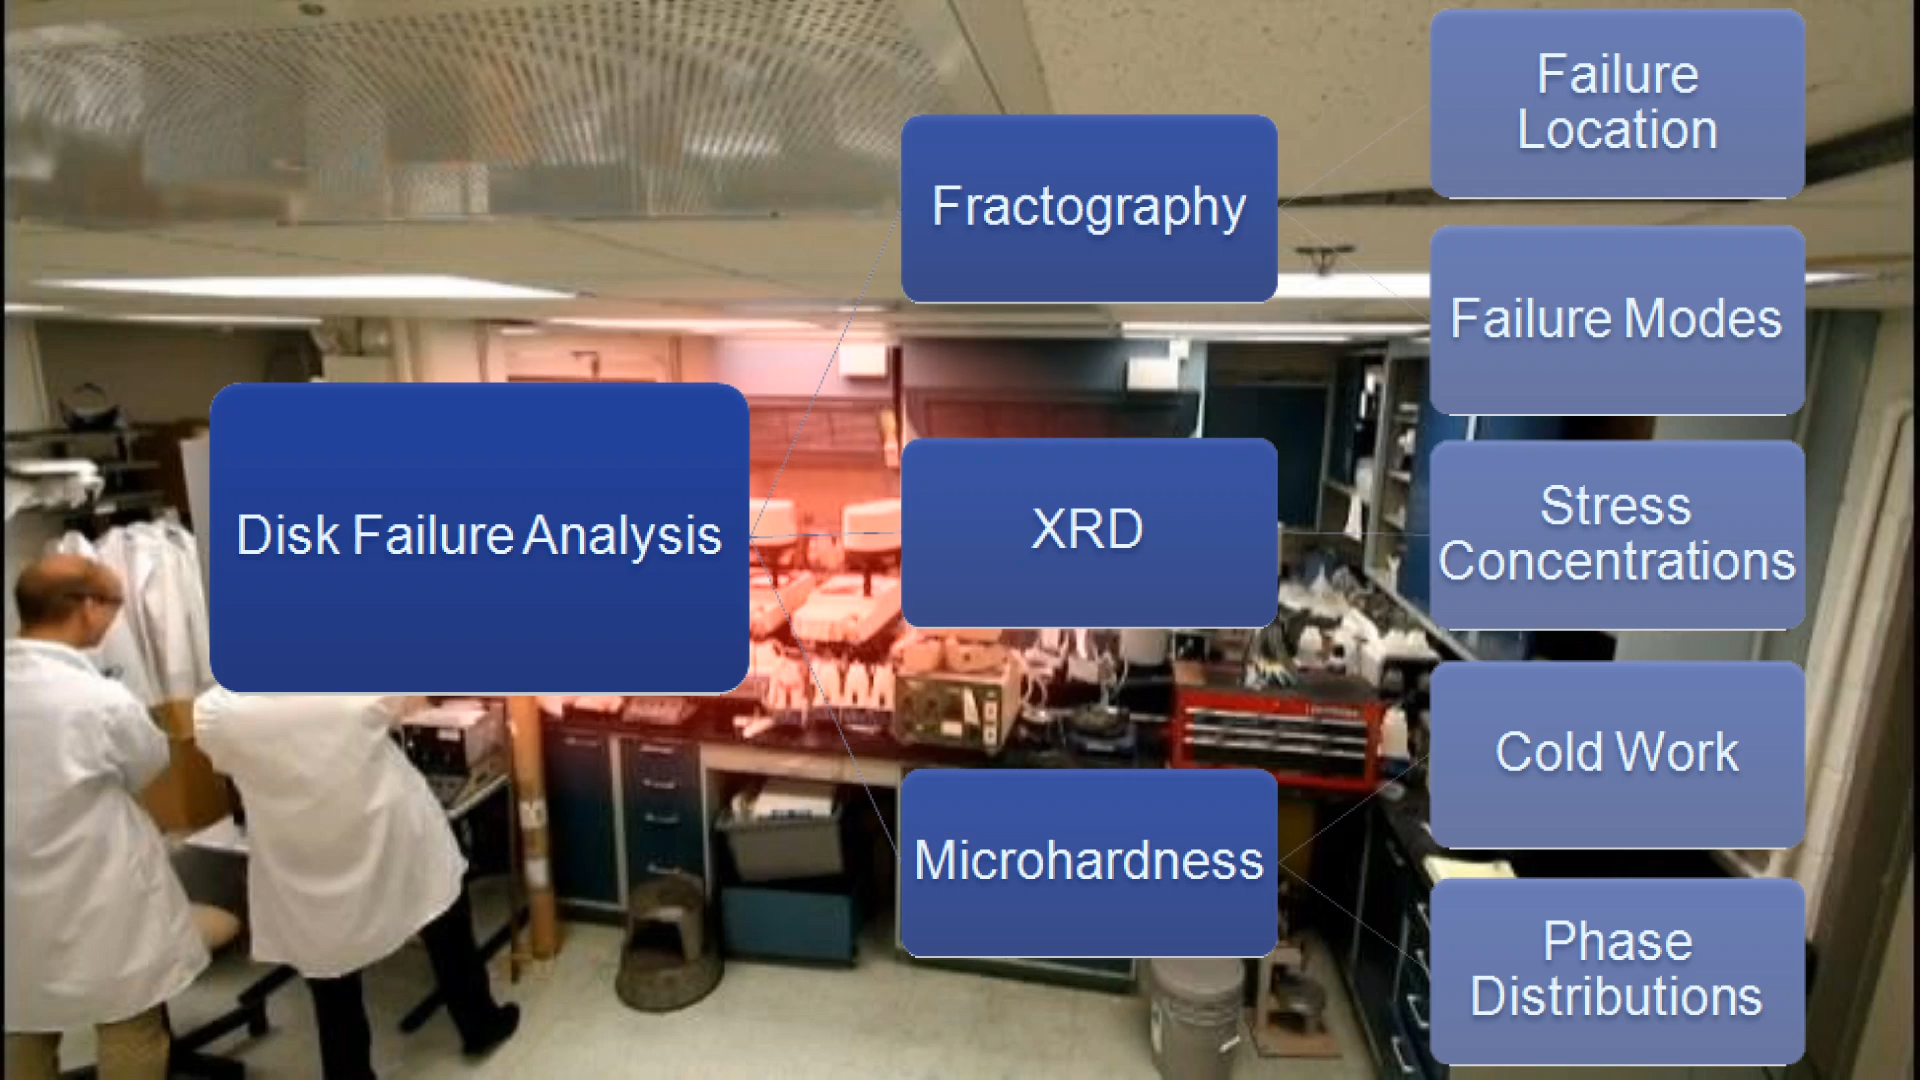 Disk Failure Analysis
Fractography
XRD
Microhardness
Failure
Location
Failure Modes
Stress
Concentrations
Cold Work
Phase
Distributions